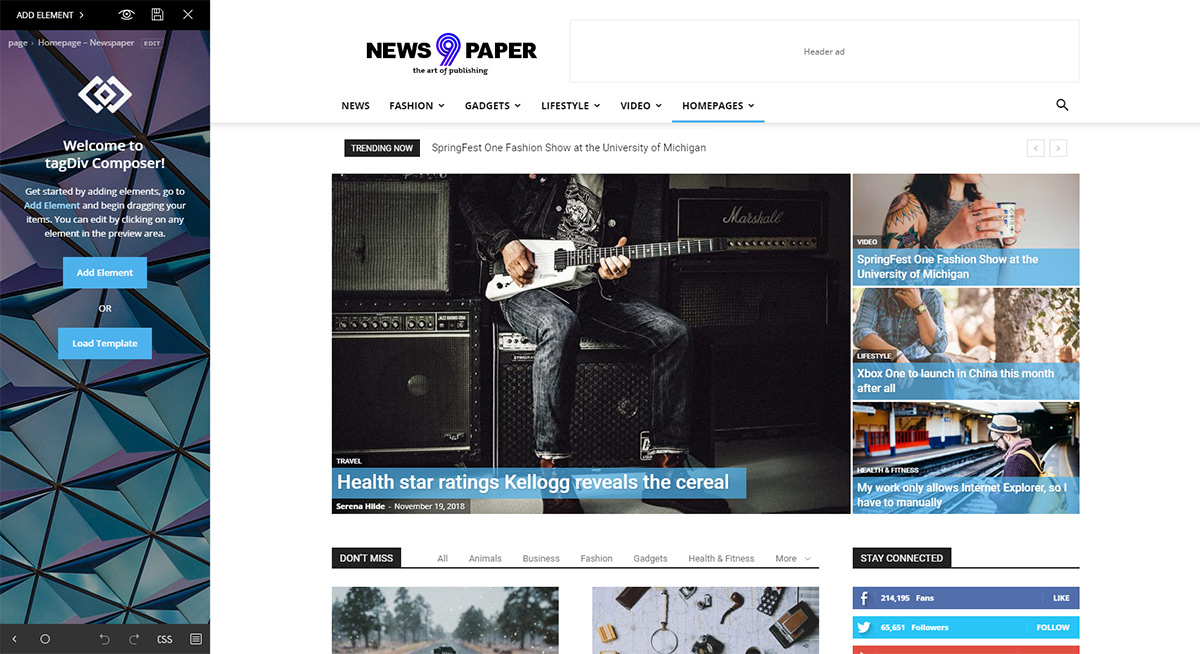 ADD ELEMENT
page › Homepage – Newspaper EDIT
Welcome to
tagDiv Composer!
Get started by adding elements, go to
Add Element and begin dragging your
items. You can edit by clicking on any
element in the preview area.
Add Element
OR
Load Template
CSS
NEWS 9 PAPER
the art of publishing
Header ad
NEWS FASHION GADGETS LIFESTYLE VIDEO HOMEPAGES
TRENDING NOW SpringFest One Fashion Show at the University of Michigan
Marshall
JAZZ CHORUS
TRAVEL
Health star ratings Kellogg reveals the cereal
Serena Hilde - November 19, 2018
VIDEO
SpringFest One Fashion Show at the
University of Michigan
LIFESTYLE
Xbox One to launch in China this month
after all
HEALTH & FITNESS
My work only allows Internet Explorer, so I
have to manually
DON'T MISS All Animals Business Fashion Gadgets Health & Fitness More
STAY CONNECTED
214,195 Fans LIKE
65,651 Followers FOLLOW